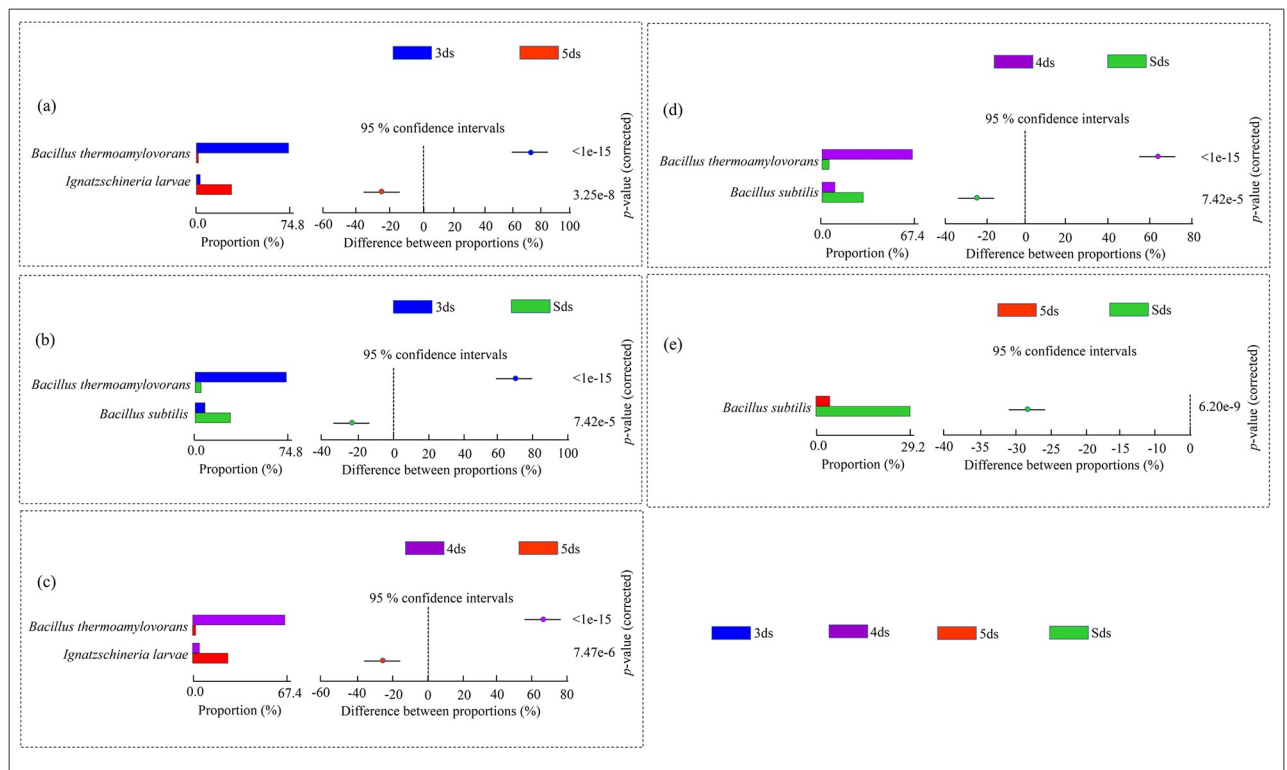 3ds 5ds
(a)
95 % confidence intervals
Bacillus thermoamylovorans <1e-15
Ignatzschineria larvae 3.25e-8
p-value (corrected)
0.0 74.8 -60 -40 -20 0 20 40 60 80 100
Proportion (%) Difference between proportions (%)
3ds Sds
(b)
95 % confidence intervals
Bacillus thermoamylovorans <1e-15
Bacillus subtilis 7.42e-5
p-value (corrected)
0.0 74.8 -40 -20 0 20 40 60 80 100
Proportion (%) Difference between proportions (%)
4ds 5ds
(c)
95 % confidence intervals
Bacillus thermoamylovorans <1e-15
Ignatzschineria larvae 7.47e-6
p-value (corrected)
0.0 67.4 -60 -40 -20 0 20 40 60 80
Proportion (%) Difference between proportions (%)
4ds Sds
(d)
95 % confidence intervals
Bacillus thermoamylovorans <1e-15
Bacillus subtilis 7.42e-5
p-value (corrected)
0.0 67.4 -40 -20 0 20 40 60 80
Proportion (%) Difference between proportions (%)
5ds Sds
(e)
95 % confidence intervals
Bacillus subtilis 6.20e-9
p-value (corrected)
0.0 29.2 -40 -35 -30 -25 -20 -15 -10 -5 0
Proportion (%) Difference between proportions (%)
3ds 4ds 5ds Sds